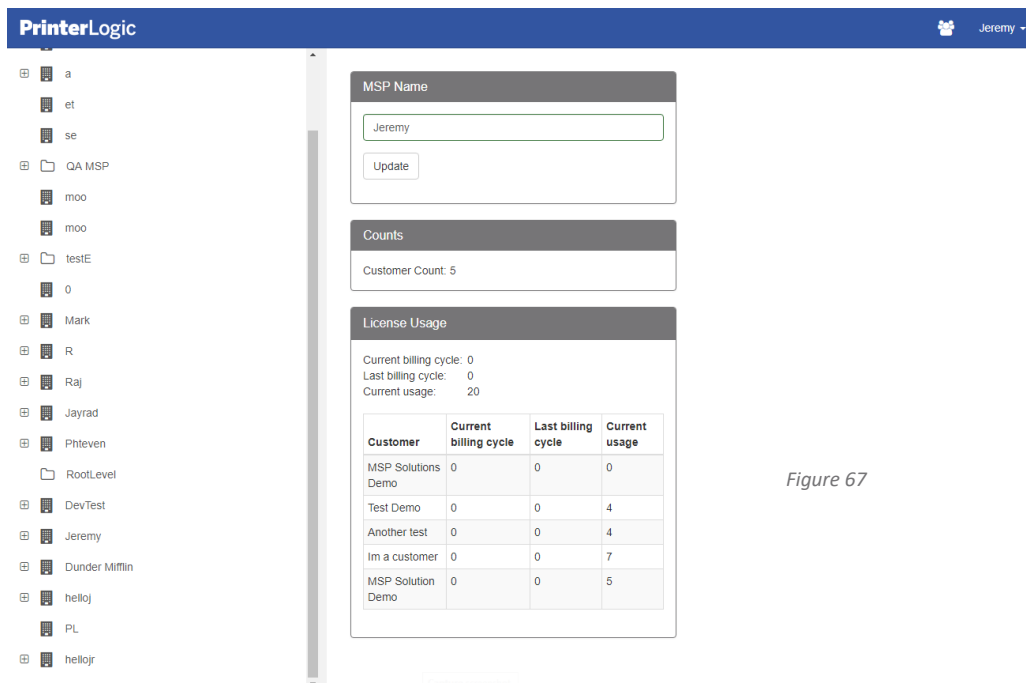 PrinterLogic
Jeremy
a
et
se
QA MSP
moo
moo
testE
0
Mark
R
Raj
Jayrad
Phteven
RootLevel
DevTest
Jeremy
Dunder Mifflin
helloj
PL
hellojr
MSP Name
Jeremy
Update
Counts
Customer Count: 5
License Usage
Current billing cycle: 0
Last billing cycle: 0
Current usage: 20
Customer Current billing cycle Last billing cycle Current usage
MSP Solutions Demo 0 0 0
Test Demo 0 0 4
Another test 0 0 4
Im a customer 0 0 7
MSP Solution Demo 0 0 5
Figure 67